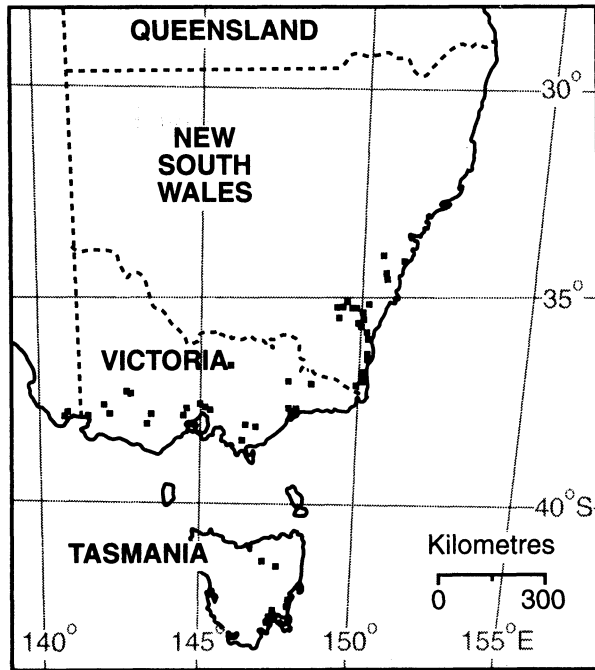 QUEENSLAND
30°
NEW
SOUTH
WALES
35°
VICTORIA
40°S
TASMANIA
Kilometres
0 300
140° 145° 150° 155°E